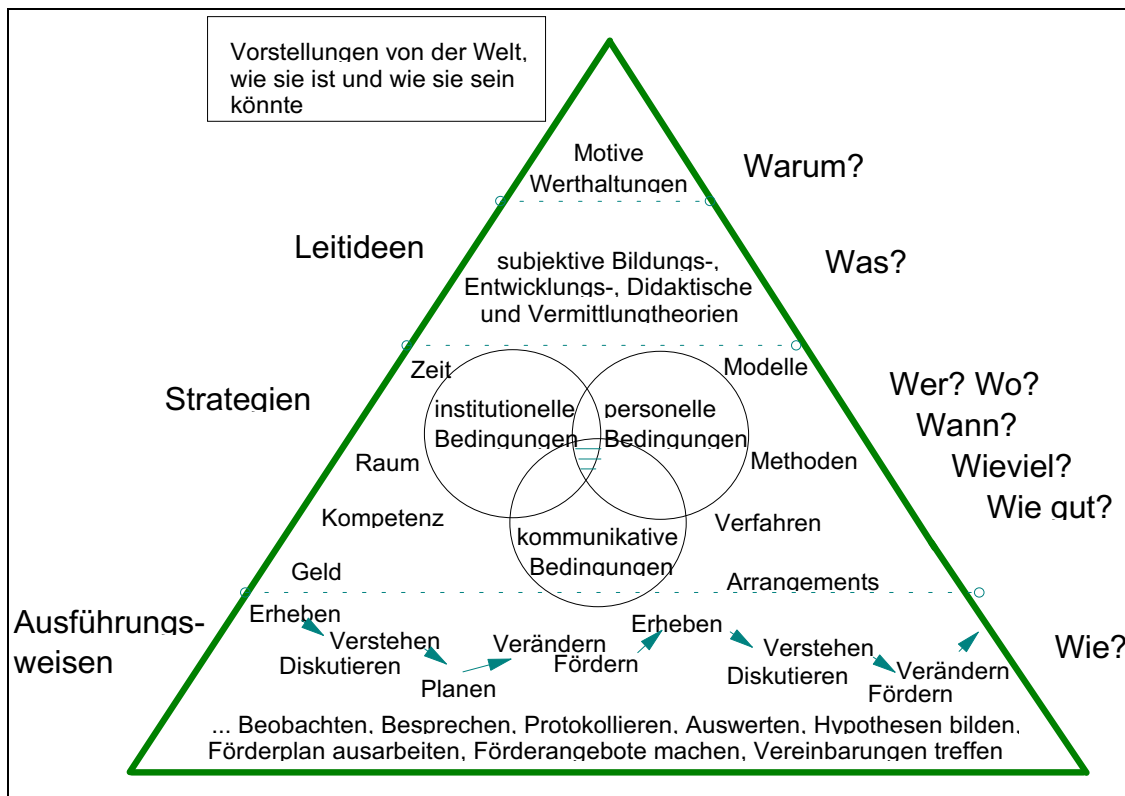 Vorstellungen von der Welt,
wie sie ist und wie sie sein
könnte
Motive
Werthaltungen
Warum?
Leitideen
subjektive Bildungs-,
Entwicklungs-, Didaktische
und Vermittlungtheorien
Was?
Strategien
Zeit
Modelle
institutionelle
Bedingungen
personelle
Bedingungen
Raum
Methoden
Kompetenz
Verfahren
kommunikative
Bedingungen
Geld
Arrangements
Wer? Wo?
Wann?
Wieviel?
Wie gut?
Ausführungs-
weisen
Erheben
Verstehen
Diskutieren
Planen
Verändern
Fördern
Erheben
Verstehen
Diskutieren
Verändern
Fördern
Wie?
... Beobachten, Besprechen, Protokollieren, Auswerten, Hypothesen bilden,
Förderplan ausarbeiten, Förderangebote machen, Vereinbarungen treffen